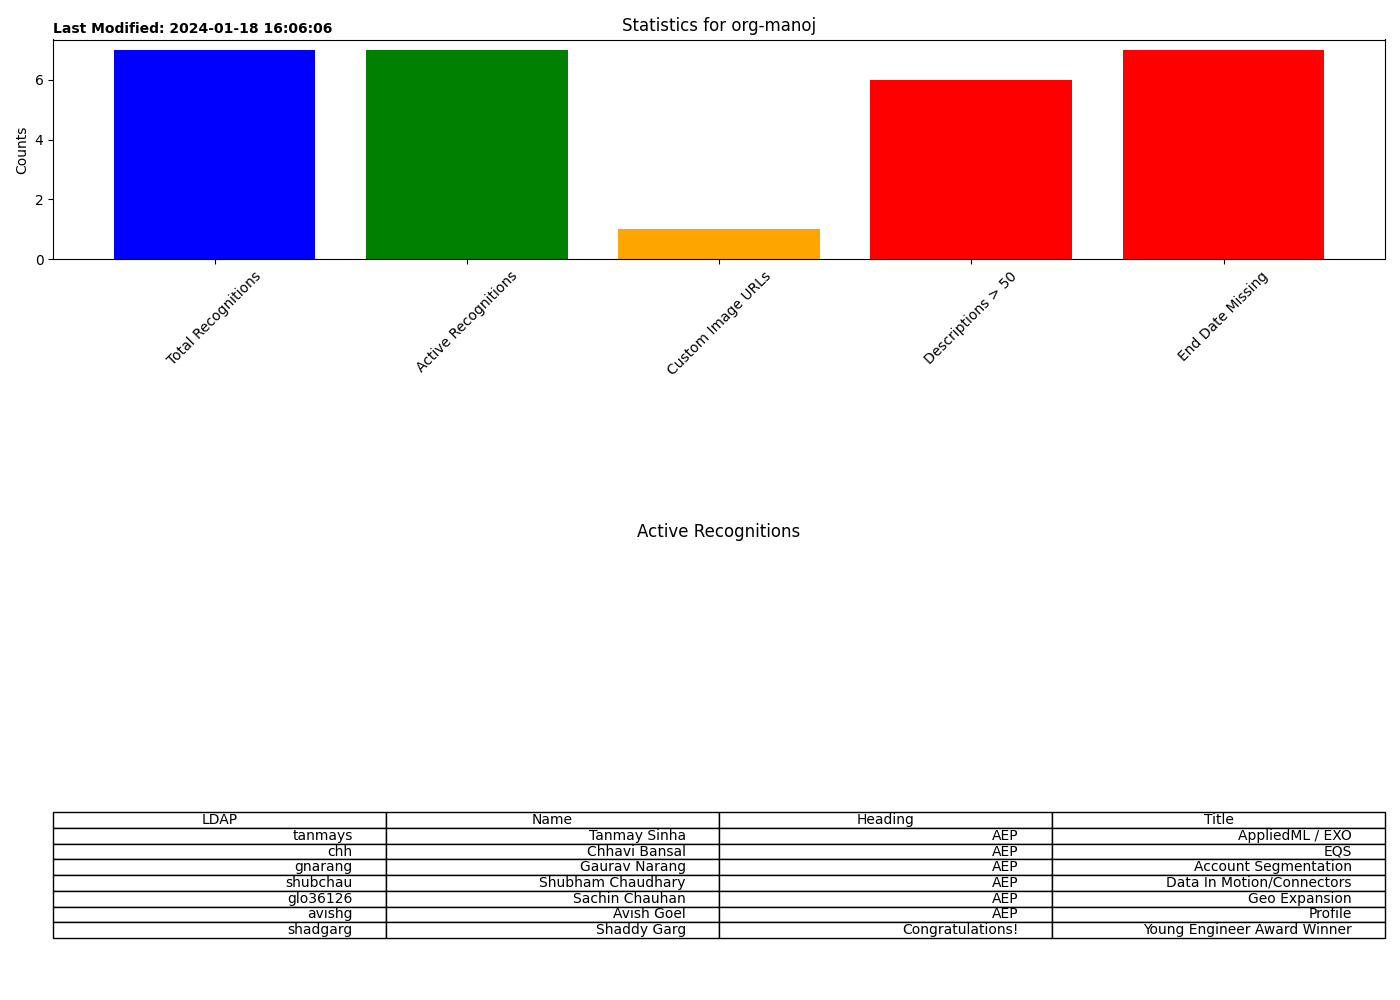 Last Modified: 2024-01-18 16:06:06
Statistics for org-manoj
Counts
6
4
2
0
Total Recognitions
Active Recognitions
Custom Image URLs
Descriptions > 50
End Date Missing
Active Recognitions
LDAP Name Heading Title
tanmays Tanmay Sinha AEP AppliedML / EXO
chh Chhavi Bansal AEP EQS
gnarang Gaurav Narang AEP Account Segmentation
shubchau Shubham Chaudhary AEP Data In Motion/Connectors
glo36126 Sachin Chauhan AEP Geo Expansion
avishg Avish Goel AEP Profile
shadgarg Shaddy Garg Congratulations! Young Engineer Award Winner